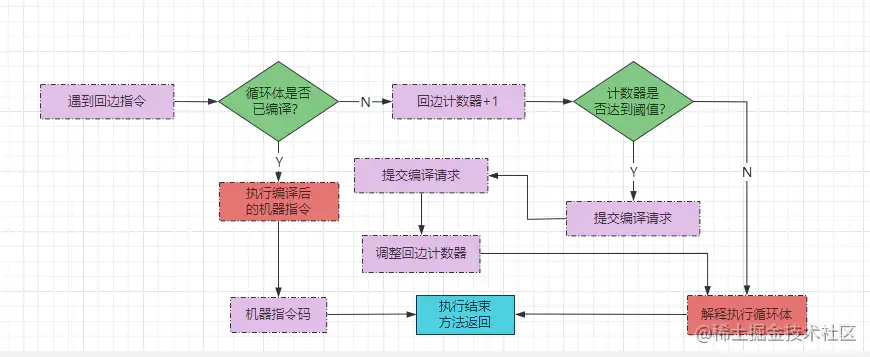 遇到回边指令
循环体是否
已编译?
N
回边计数器+1
计数器是
否达到阈值?
Y
执行编译后
的机器指令
提交编译请求
Y
提交编译请求
N
调整回边计数器
机器指令码
执行结束
方法返回
解释执行循环体
@稀土掘金技术社区